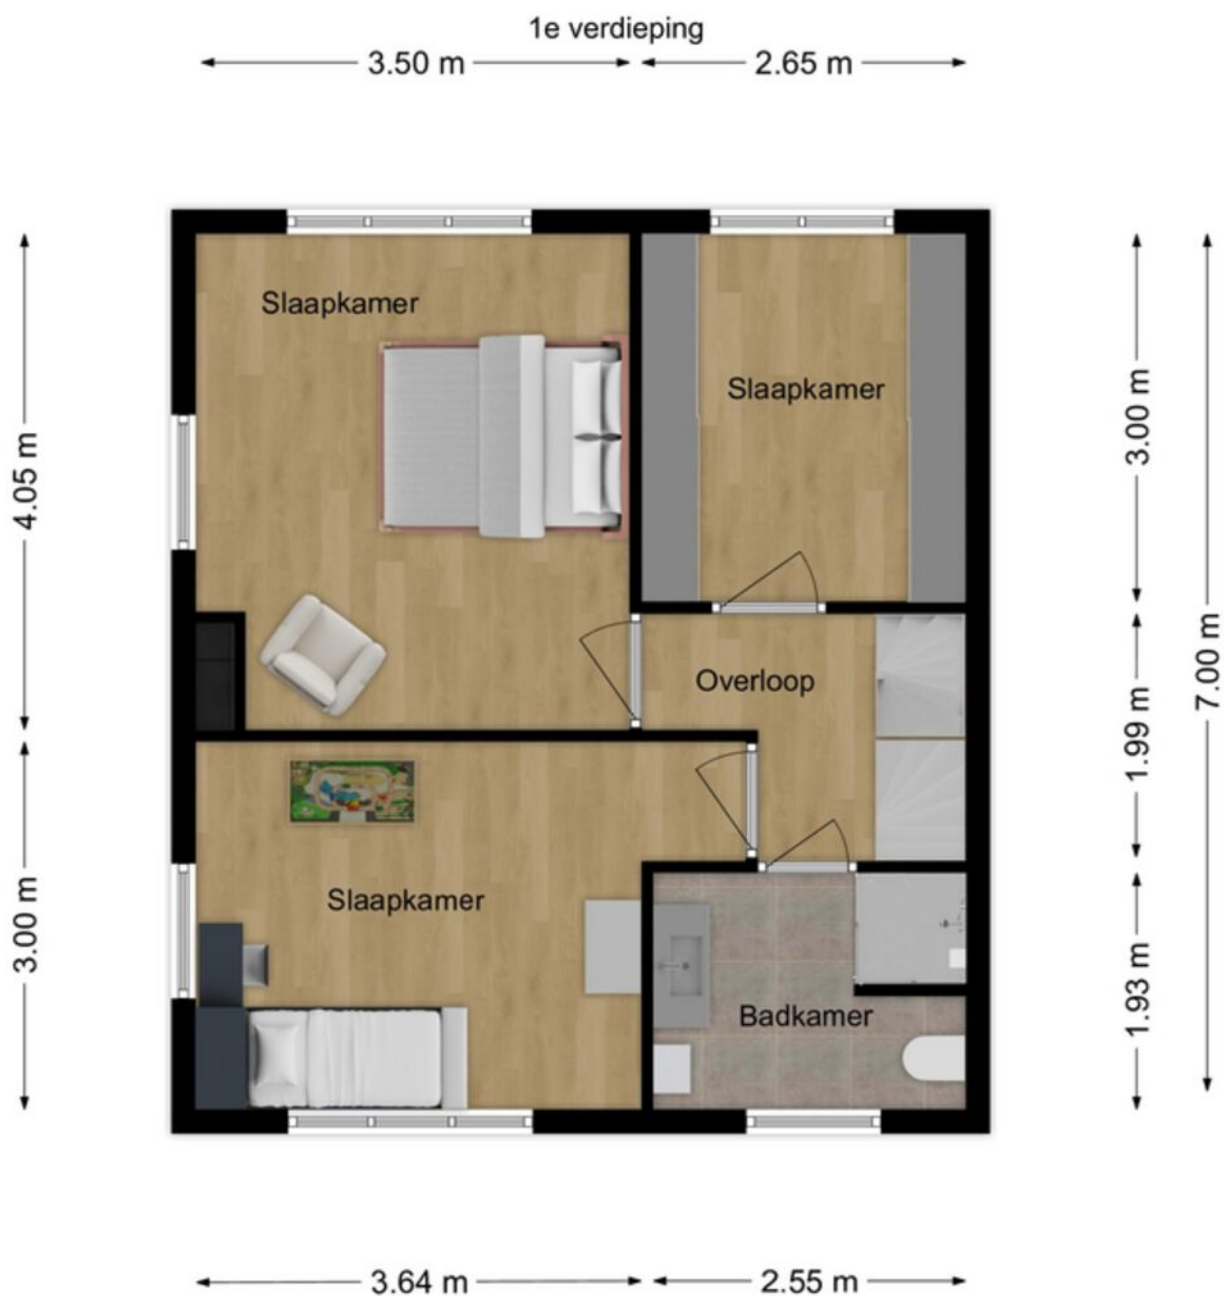 1e verdieping
3.50 m
2.65 m
Slaapkamer
Slaapkamer
4.05 m
3.00 m
Overloop
1.99 m
7.00 m
Slaapkamer
3.00 m
Badkamer
1.93 m
3.64 m
2.55 m